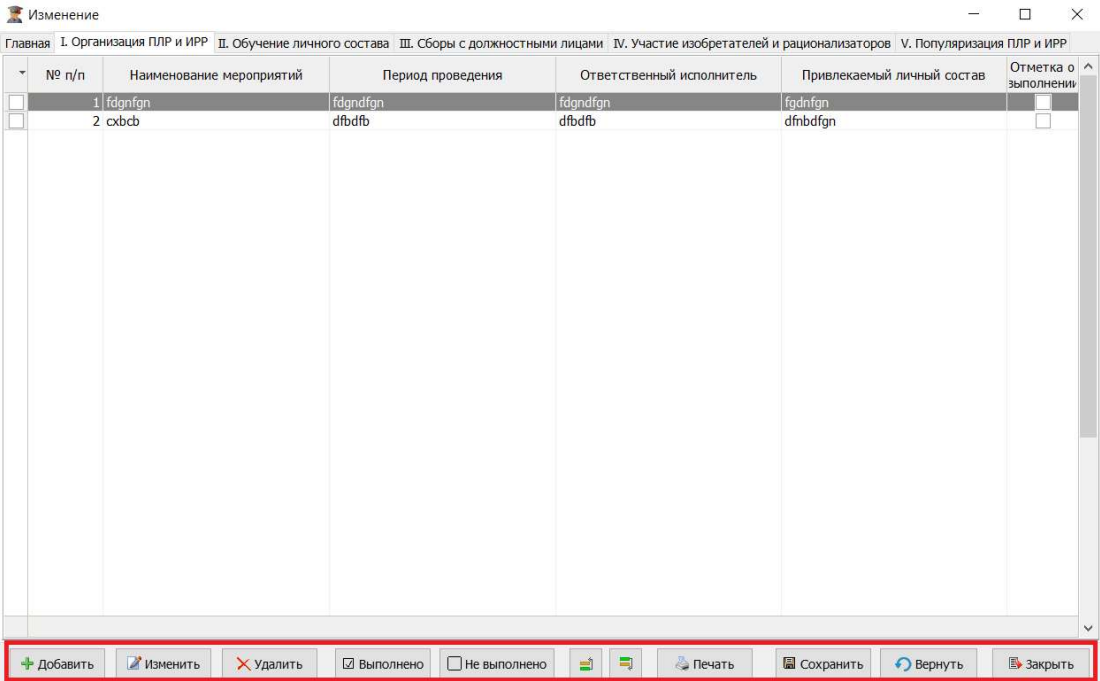 Изменение
Главная I. Организация ПЛР и ИРР II. Обучение личного состава III. Сборы с должностными лицами IV. Участие изобретателей и рационализаторов V. Популяризация ПЛР и ИРР
№ п/п Наименование мероприятий Период проведения Ответственный исполнитель Привлекаемый личный состав Отметка о
выполнении
1 fdgnfgn fdgndfgn fdgndfgn fgdnfgn
2 cxbcb dfbdfb dfbdfb dfnbdfgn
Добавить Изменить Удалить Выполнено Не выполнено Печать Сохранить Вернуть Закрыть